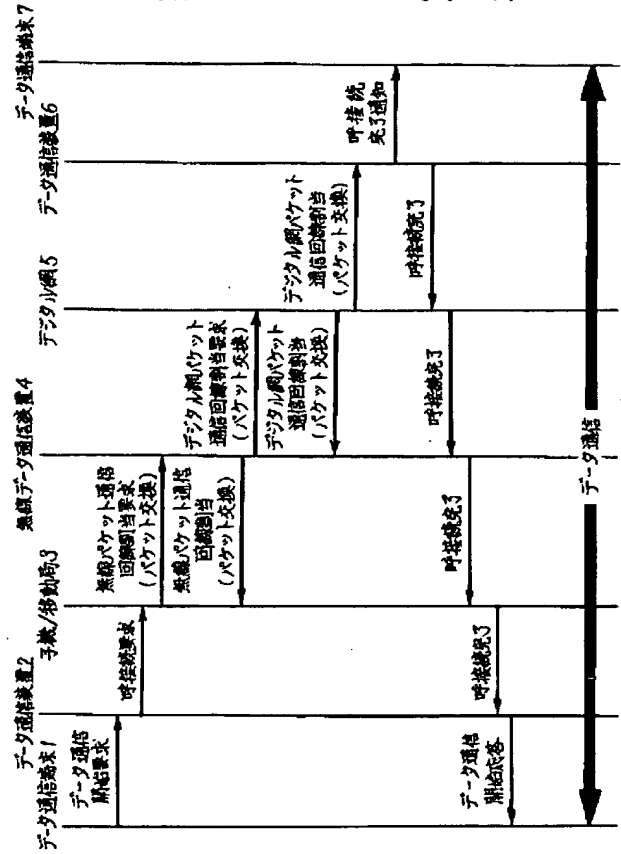 データ通信端末1
データ通信装置2
子機/移動局3
無線データ通信装置4
デジタル網5
データ通信装置6
データ通信端末7
データ通信
開始要求
呼接続要求
無線パケット通信
回線割当要求
(パケット交換)
無線パケット通信
回線割当
(パケット交換)
デジタル網パケット
通信回線割当要求
(パケット交換)
デジタル網パケット
通信回線割当
(パケット交換)
デジタル網パケット
通信回線割当
(パケット交換)
呼接続
完了通知
呼接続完了
呼接続完了
呼接続完了
呼接続完了
データ通信
開始応答
データ通信